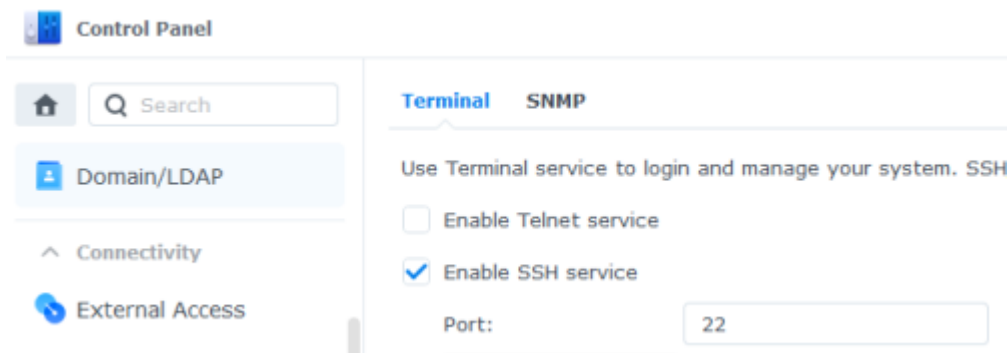 Control Panel
Search
Domain/LDAP
Connectivity
External Access
Terminal SNMP
Use Terminal service to login and manage your system. SSH
Enable Telnet service
Enable SSH service
Port: 22